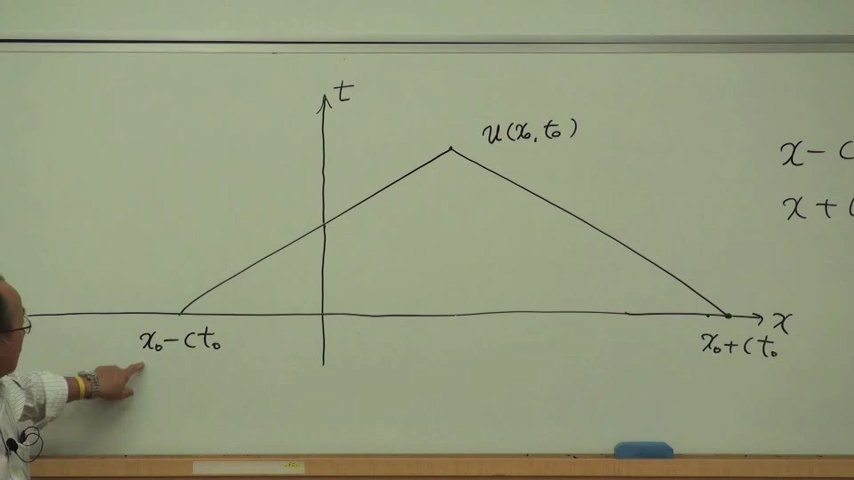 t
u(x₀, t₀)
x - c
x +
x
x₀ - ct₀
x₀ + ct₀